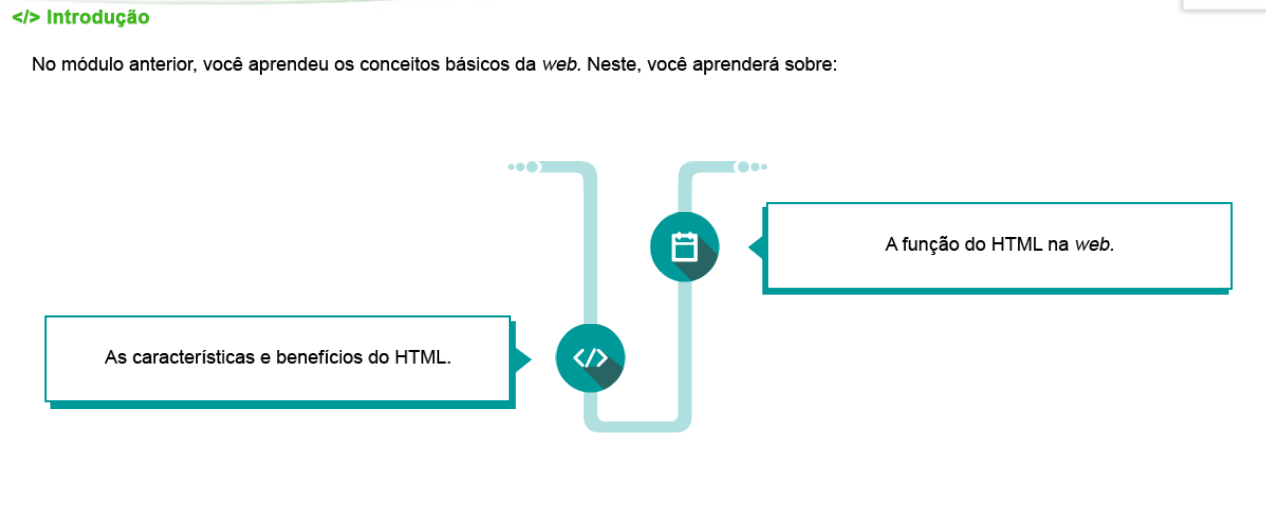 </> Introdução
No módulo anterior, você aprendeu os conceitos básicos da web. Neste, você aprenderá sobre:
A função do HTML na web.
As características e benefícios do HTML.
</>